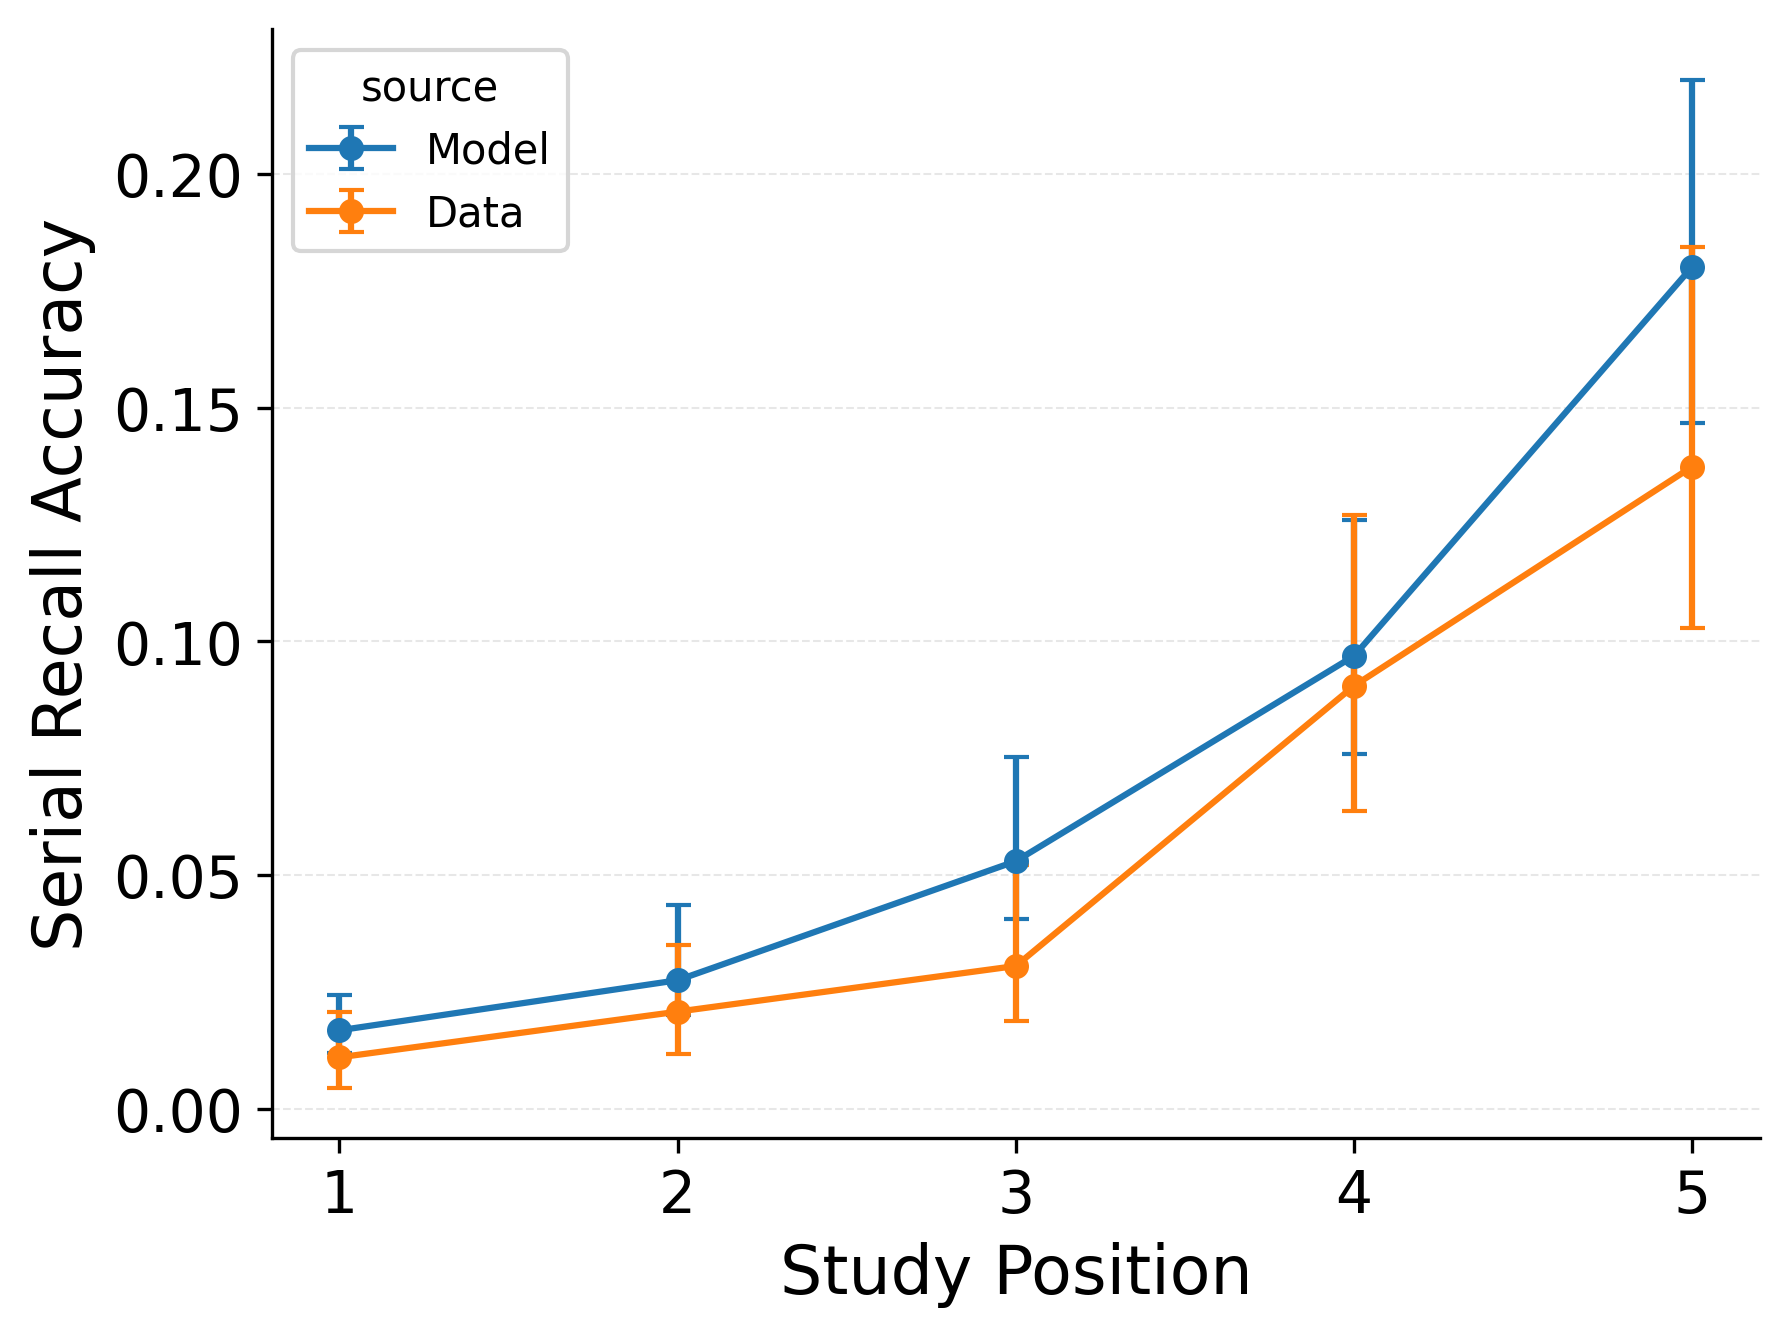 source
Model
Data
Serial Recall Accuracy
0.20
0.15
0.10
0.05
0.00
1 2 3 4 5
Study Position